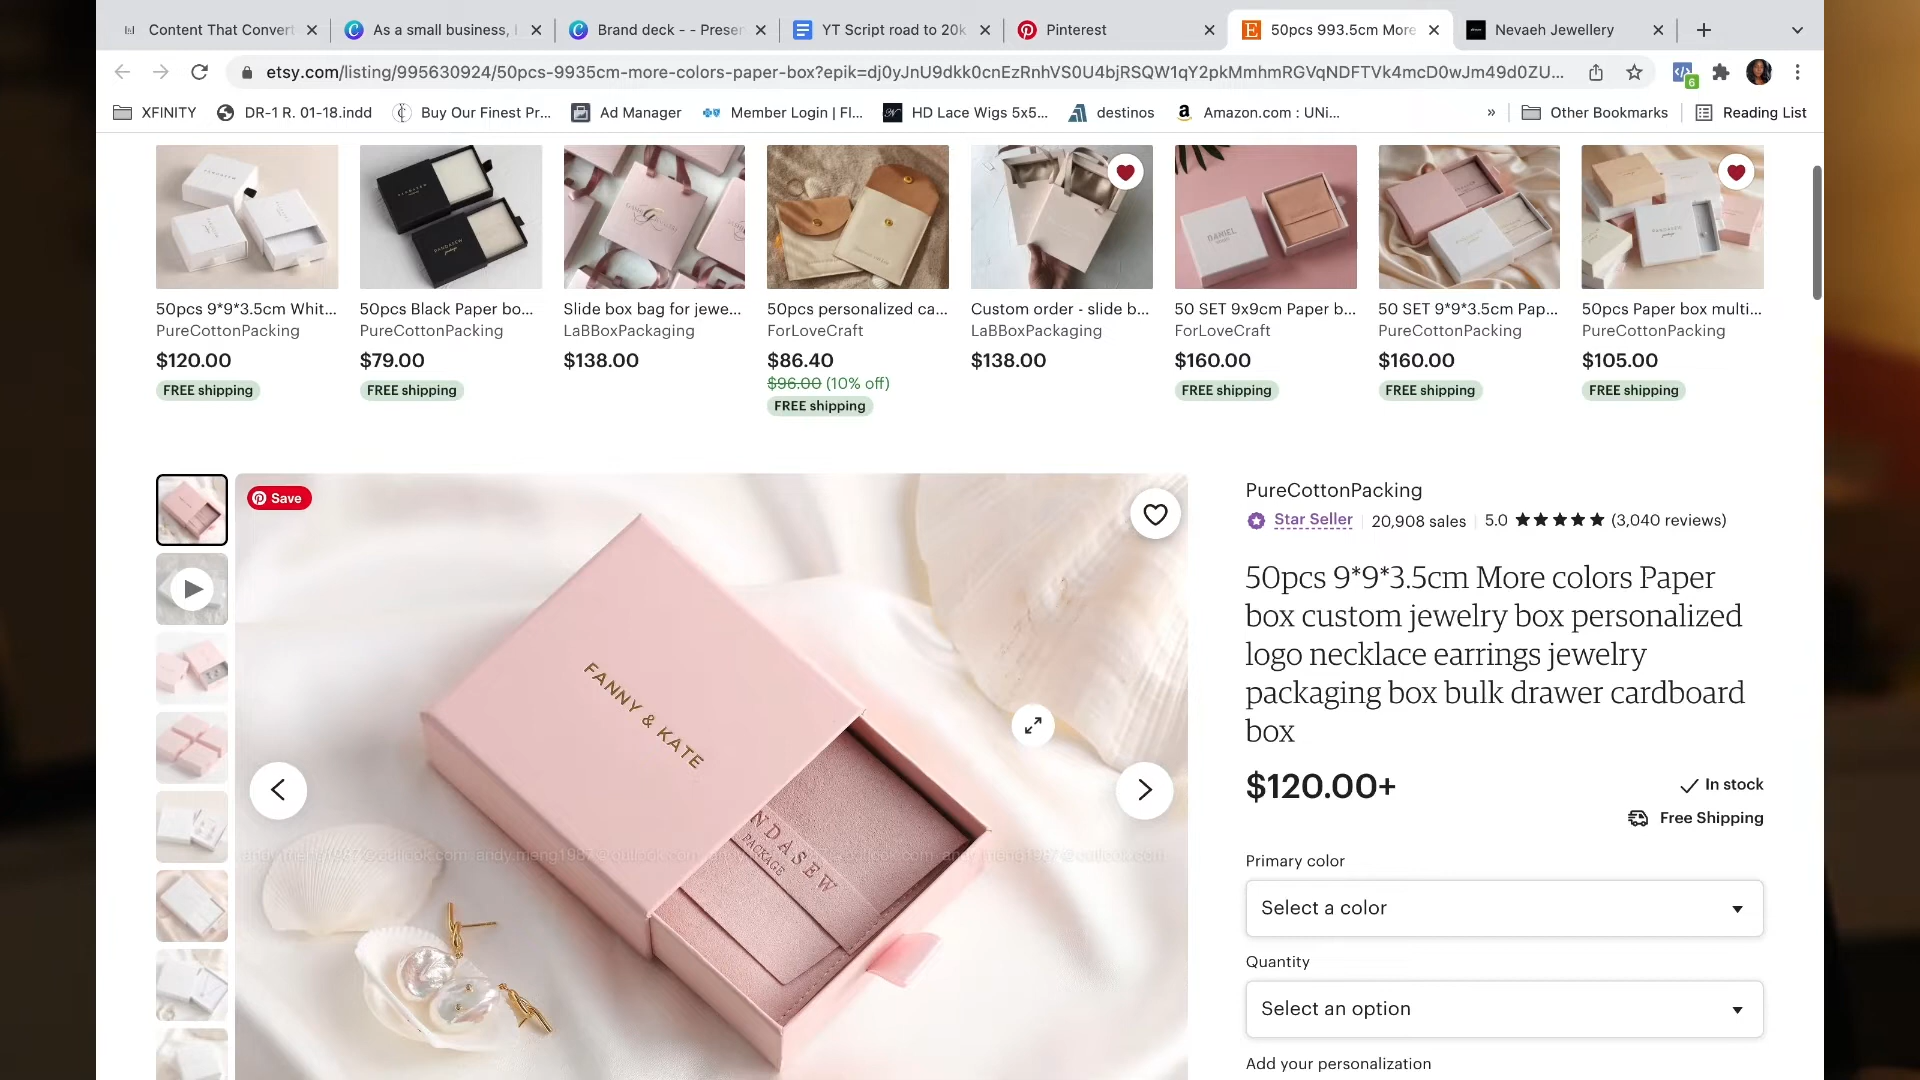 Content That Convert
As a small business, I
Brand deck - - Presen
YT Script road to 20k
Pinterest
50pcs 993.5cm More
Nevaeh Jewellery
etsy.com/listing/995630924/50pcs-9935cm-more-colors-paper-box?epik=dj0yJnU9dkk0cnEzRnhVS0U4bjRSQW1qY2pkMmhmRGVqNDFTVk4mcD0wJm49d0ZU...
6
XFINITY
DR-1 R. 01-18.indd
Buy Our Finest Pr...
Ad Manager
Member Login | Fl...
HD Lace Wigs 5x5...
destinos
Amazon.com : UNi...
»
Other Bookmarks
Reading List
50pcs 9*9*3.5cm Whit...
PureCottonPacking
$120.00
FREE shipping
50pcs Black Paper bo...
PureCottonPacking
$79.00
FREE shipping
Slide box bag for jewe...
LaBBoxPackaging
$138.00
50pcs personalized ca...
ForLoveCraft
$86.40
$96.00 (10% off)
FREE shipping
Custom order - slide b...
LaBBoxPackaging
$138.00
DANIEL
50 SET 9x9cm Paper b...
ForLoveCraft
$160.00
FREE shipping
50 SET 9*9*3.5cm Pap...
PureCottonPacking
$160.00
FREE shipping
50pcs Paper box multi...
PureCottonPacking
$105.00
FREE shipping
Save
FANNY & KATE
NDASEW
PACKAGE
PureCottonPacking
Star Seller
20,908 sales
5.0
(3,040 reviews)
50pcs 9*9*3.5cm More colors Paper
box custom jewelry box personalized
logo necklace earrings jewelry
packaging box bulk drawer cardboard
box
$120.00+
In stock
Free Shipping
Primary color
Select a color
Quantity
Select an option
Add your personalization